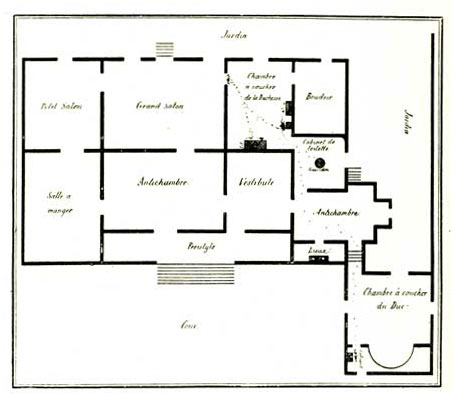 Jardin
Chambre
à coucher
de la Duchesse
Boudoir
Petit Salon
Grand salon
Jardin
Cabinet de
toilette
Salle a
manger
Antichambre
Vestibule
Antichambre
Peristyle
Lieux
Cour
Chambre à coucher
du Duc